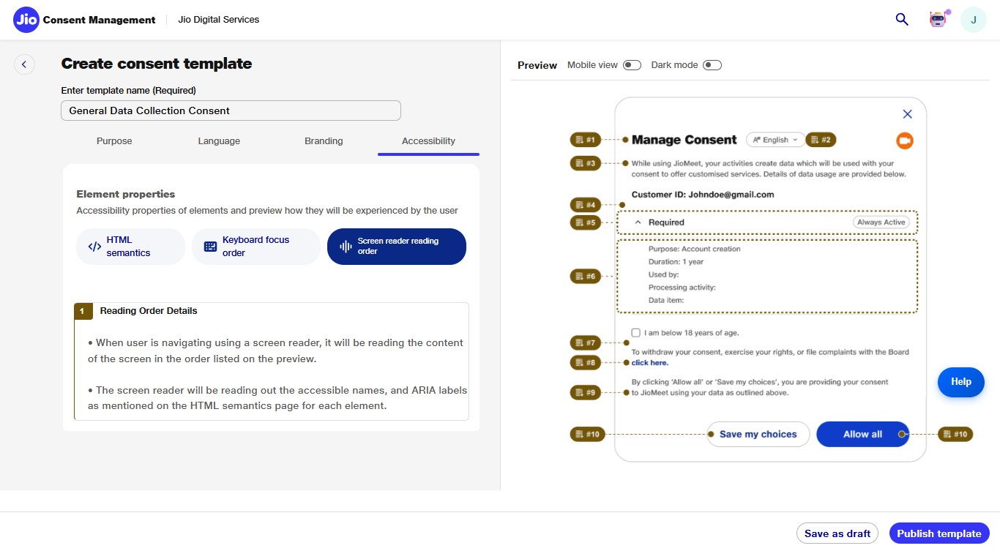 Jio Consent Management Jio Digital Services
J
Create consent template
Enter template name (Required)
General Data Collection Consent
Purpose Language Branding Accessibility
Element properties
Accessibility properties of elements and preview how they will be experienced by the user
HTML
semantics
Keyboard focus
order
Screen reader reading
order
1 Reading Order Details
• When user is navigating using a screen reader, it will be reading the content
of the screen in the order listed on the preview.
• The screen reader will be reading out the accessible names, and ARIA labels
as mentioned on the HTML semantics page for each element.
Preview Mobile view Dark mode
#1 Manage Consent English #2
#3 While using JioMeet, your activities create data which will be used with your
consent to offer customised services. Details of data usage are provided below.
Customer ID: Johndoe@gmail.com
#4
#5 Required Always Active
Purpose: Account creation
Duration: 1 year
#6 Used by:
Processing activity:
Data item:
I am below 18 years of age.
#7
To withdraw your consent, exercise your rights, or file complaints with the Board
#8 click here.
By clicking 'Allow all' or 'Save my choices', you are providing your consent
#9 to JioMeet using your data as outlined above.
#10 Save my choices Allow all #10
Help
Save as draft Publish template